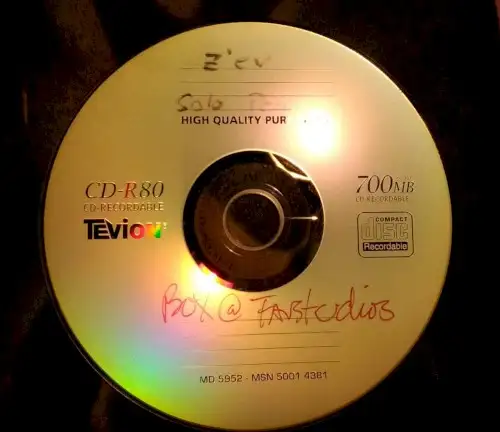 Z'ev
Solo
HIGH QUALITY PUR
CD-R80
CD-RECORDABLE
TEVION
700MB
CD-RECORDABLE
COMPACT
disc
Recordable
BOX @ FABStudios
MD 5952 - MSN 5001 4381